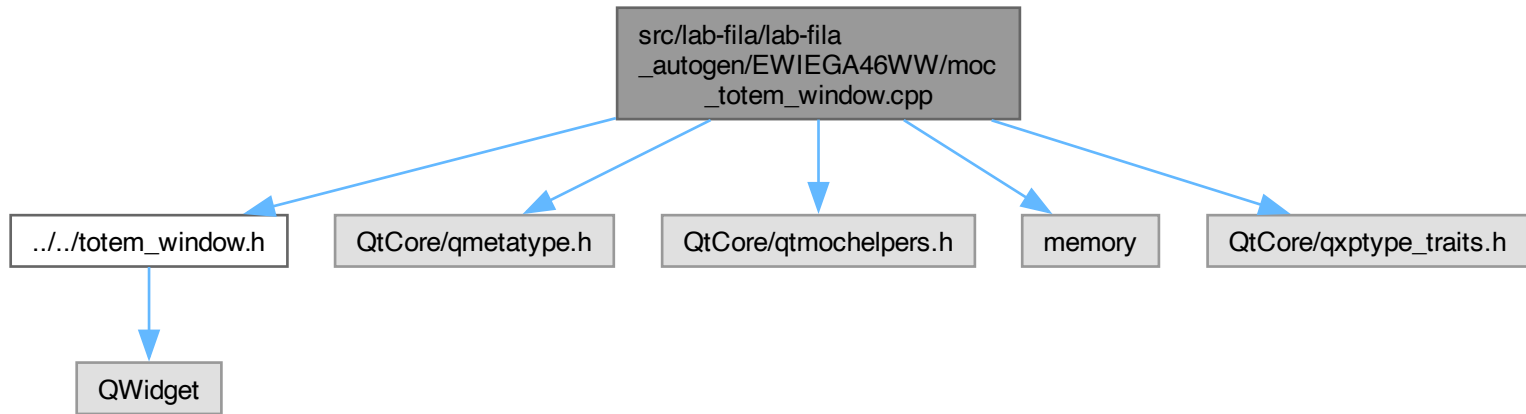 src/lab-fila/lab-fila
_autogen/EWIEGA46WW/moc
_totem_window.cpp
../../totem_window.h
QtCore/qmetatype.h
QtCore/qtmochelpers.h
memory
QtCore/qxptype_traits.h
QWidget